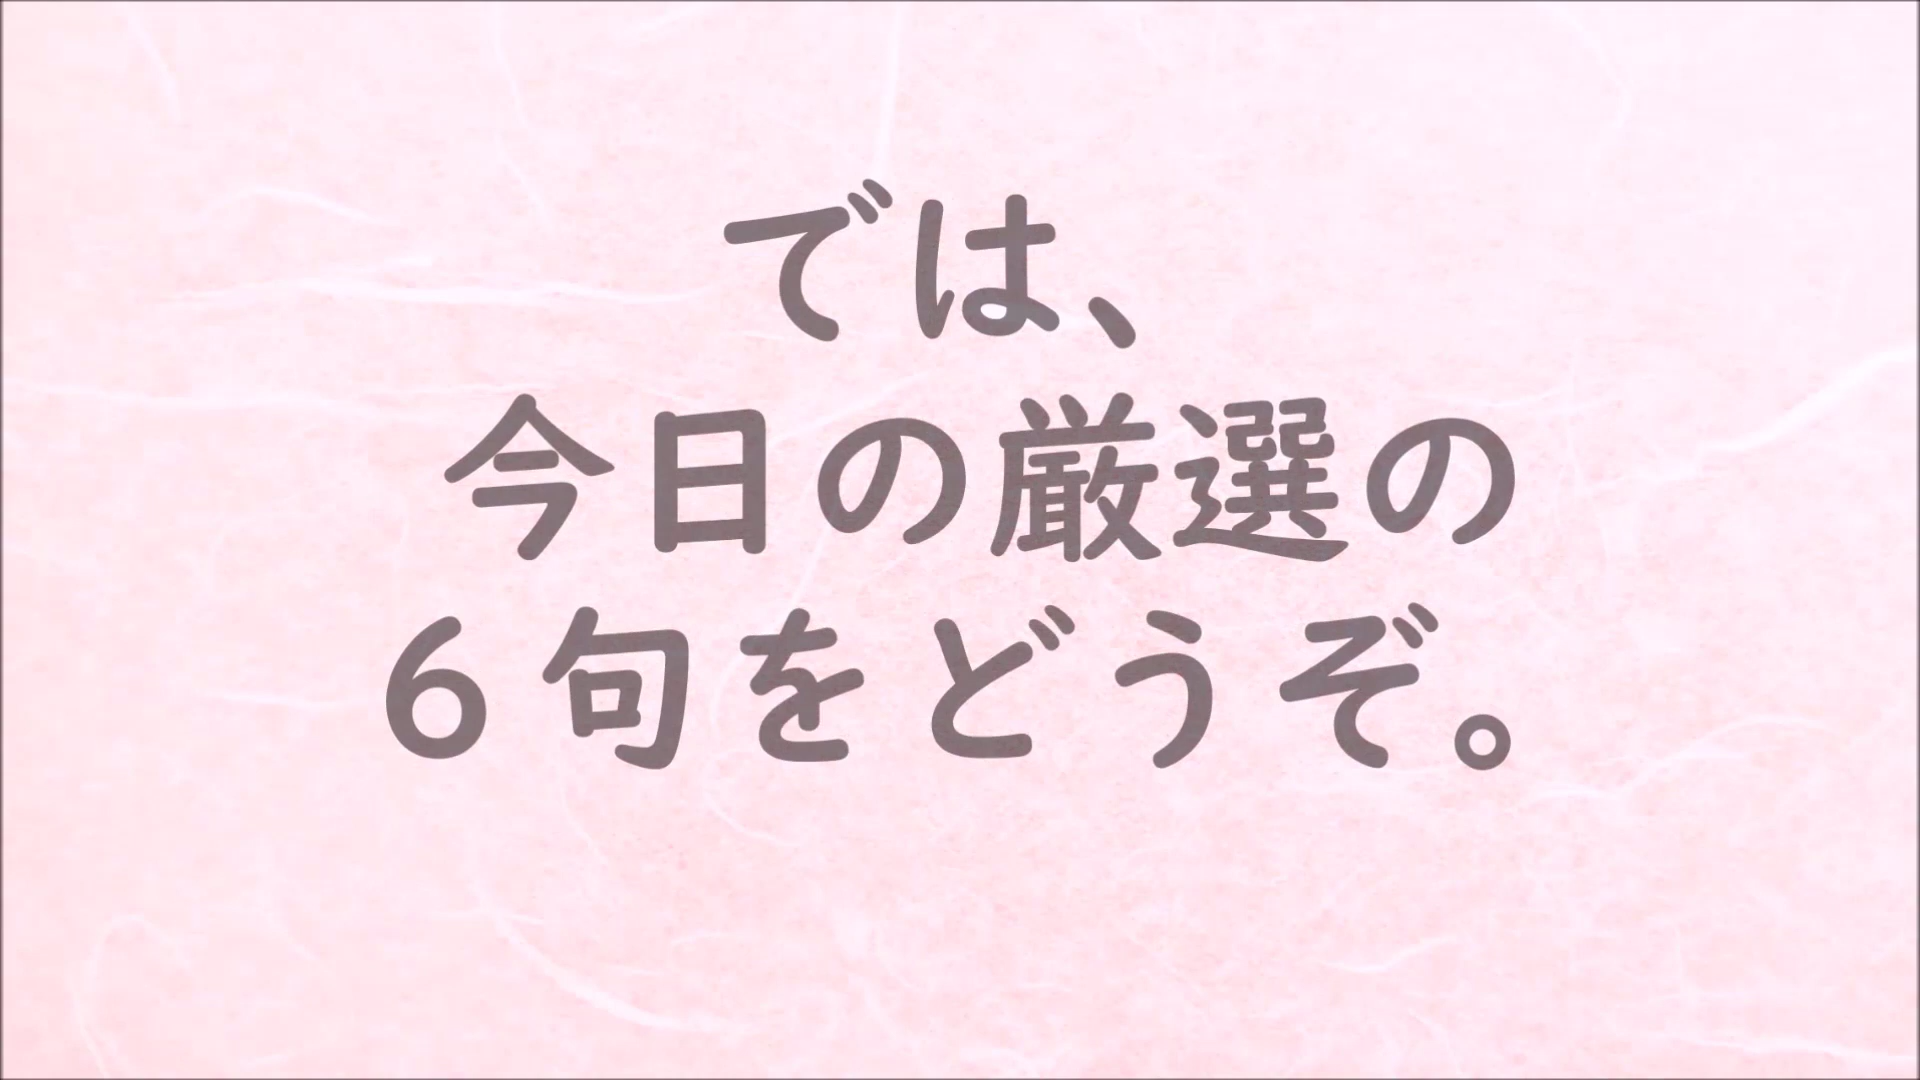 では、
今日の厳選の
６句をどうぞ。